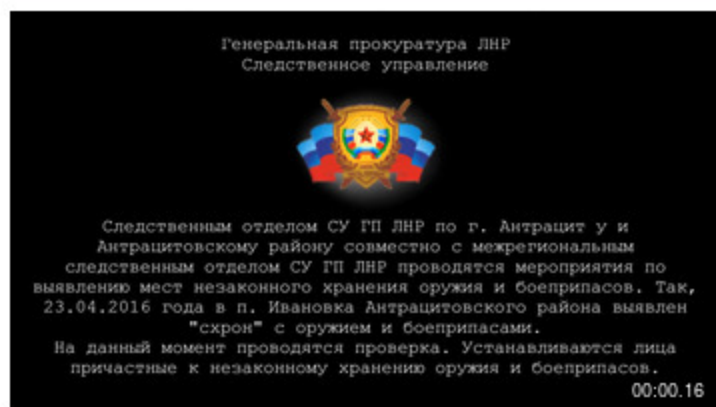 Генеральная прокуратура ЛНР
Следственное управление
Следственным отделом СУ ГП ЛНР по г. Антрацит у и
Антрацитовскому району совместно с межрегиональным
следственным отделом СУ ГП ЛНР проводятся мероприятия по
выявлению мест незаконного хранения оружия и боеприпасов. Так,
23.04.2016 года в п. Ивановка Антрацитовского района выявлен
"схрон" с оружием и боеприпасами.
На данный момент проводятся проверка. Устанавливаются лица
причастные к незаконному хранению оружия и боеприпасов.
00:00.16